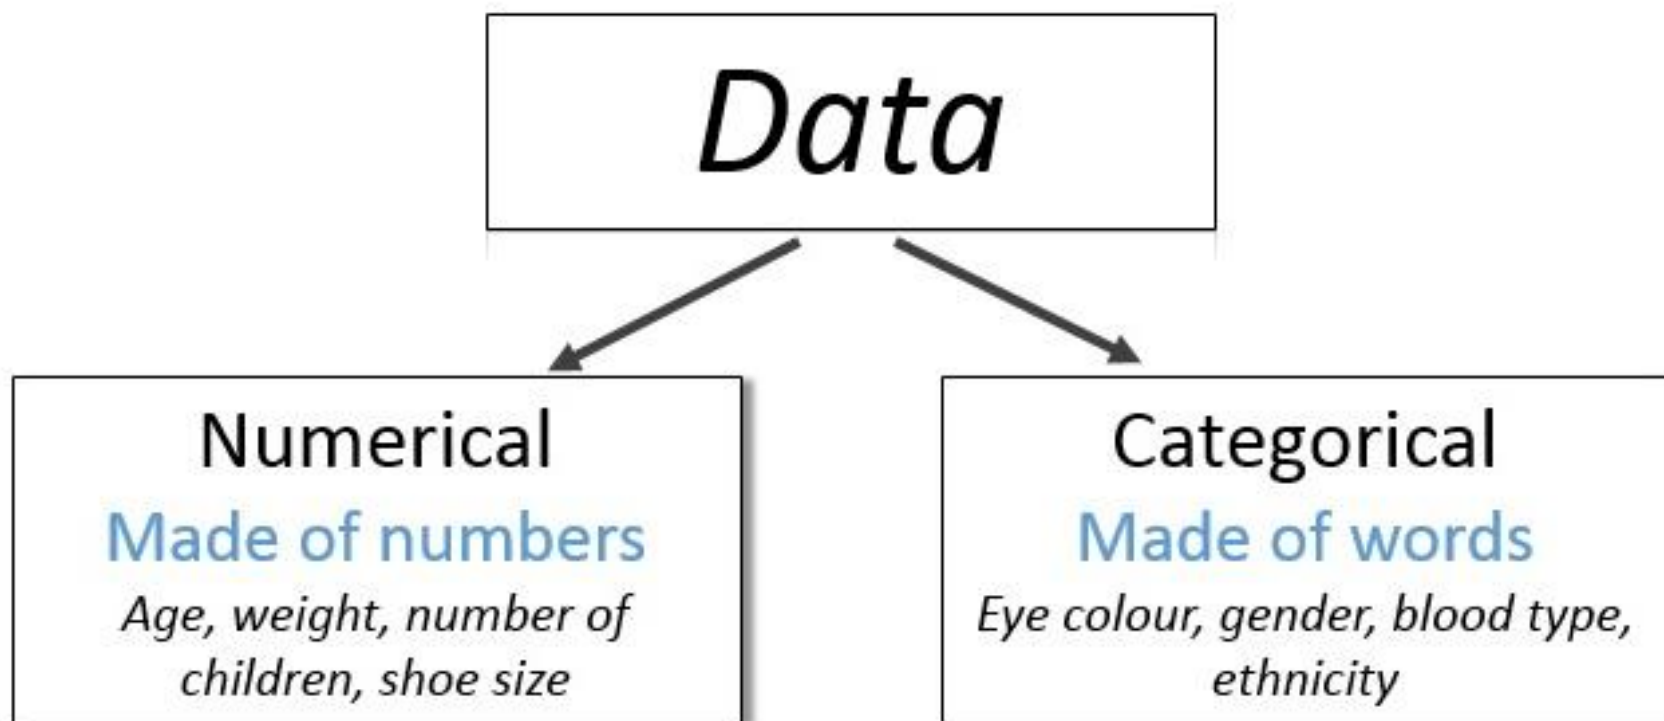 Data
Numerical
Made of numbers
Age, weight, number of
children, shoe size
Categorical
Made of words
Eye colour, gender, blood type,
ethnicity